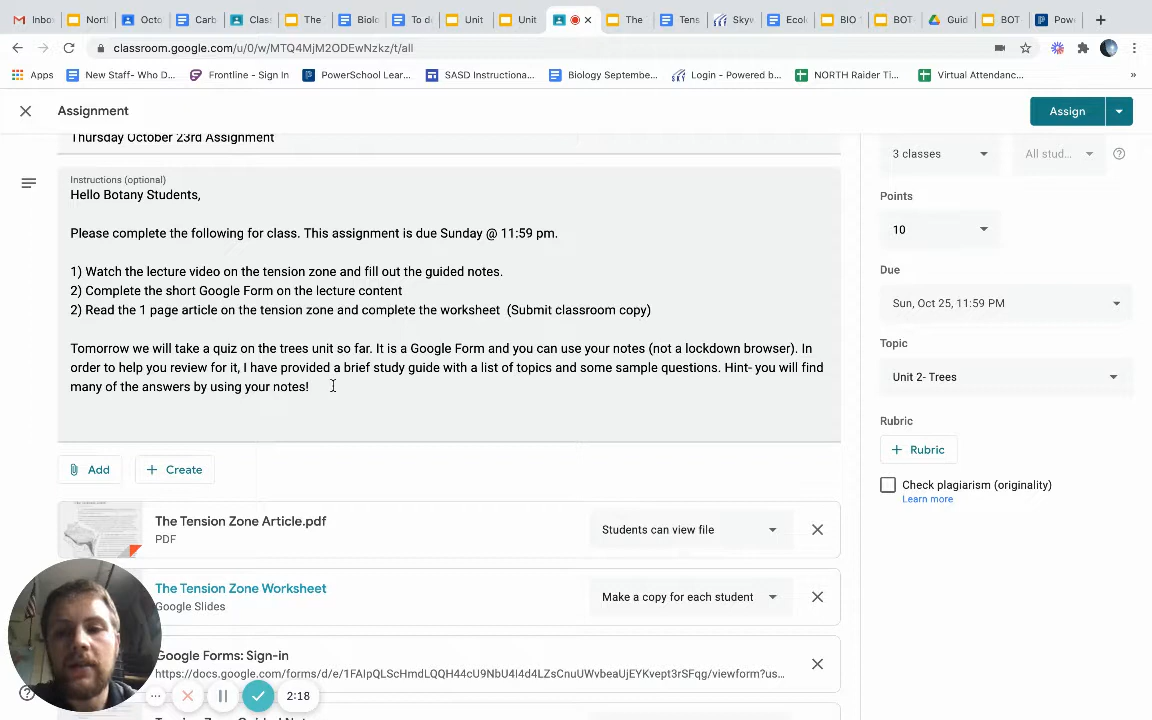 Inbo
North
Octo
Carb
Class
The
Biolo
To d
Unit
Unit
The
Tens
Skyw
Ecol
BIO
BOT
Guid
BOT
Pow
classroom.google.com/u/0/w/MTQ4MjM2ODEwNzkz/t/all
Apps
New Staff- Who D...
Frontline - Sign In
PowerSchool Lear...
SASD Instructiona...
Biology Septembe...
Login - Powered b...
NORTH Raider Ti...
Virtual Attendanc...
»
Assignment
Assign
Thursday October 23rd Assignment
Instructions (optional)
Hello Botany Students,
Please complete the following for class. This assignment is due Sunday @ 11:59 pm.
1) Watch the lecture video on the tension zone and fill out the guided notes.
2) Complete the short Google Form on the lecture content
2) Read the 1 page article on the tension zone and complete the worksheet (Submit classroom copy)
Tomorrow we will take a quiz on the trees unit so far. It is a Google Form and you can use your notes (not a lockdown browser). In
order to help you review for it, I have provided a brief study guide with a list of topics and some sample questions. Hint- you will find
many of the answers by using your notes!
Add
Create
The Tension Zone Article.pdf
PDF
Students can view file
The Tension Zone Worksheet
Google Slides
Make a copy for each student
Google Forms: Sign-in
https://docs.google.com/forms/d/e/1FAIpQLScHmdLQQH44cU9NbU4l4d4LZsCnuUWvbeaUjEYKvept3rSFqg/viewform?us...
2:18
3 classes
All stud...
Points
10
Due
Sun, Oct 25, 11:59 PM
Topic
Unit 2- Trees
Rubric
Rubric
Check plagiarism (originality)
Learn more